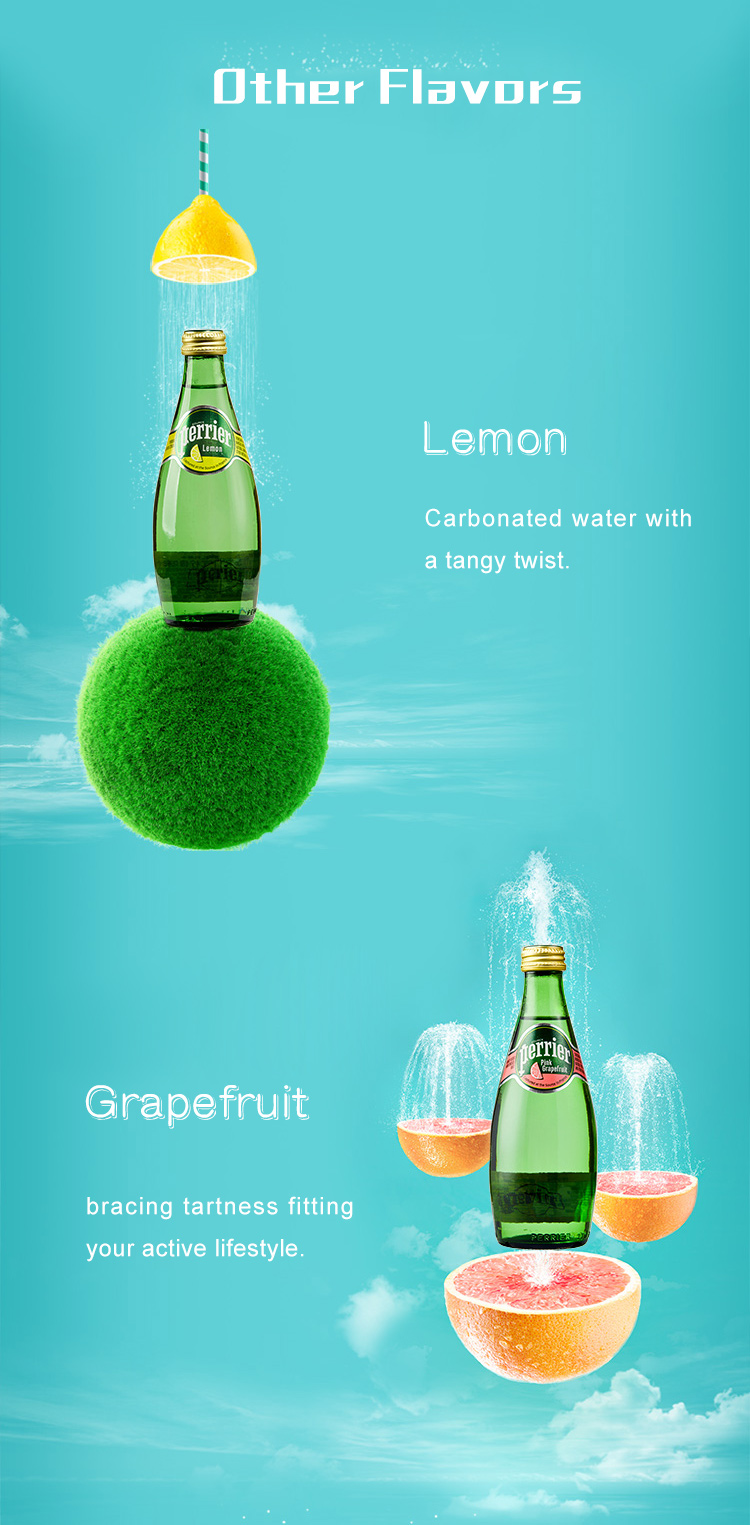 Other Flavors
perrier
Lemon
Lemon
Carbonated water with
a tangy twist.
perrier
Pink
Grapefruit
PERRIER
Grapefruit
bracing tartness fitting
your active lifestyle.